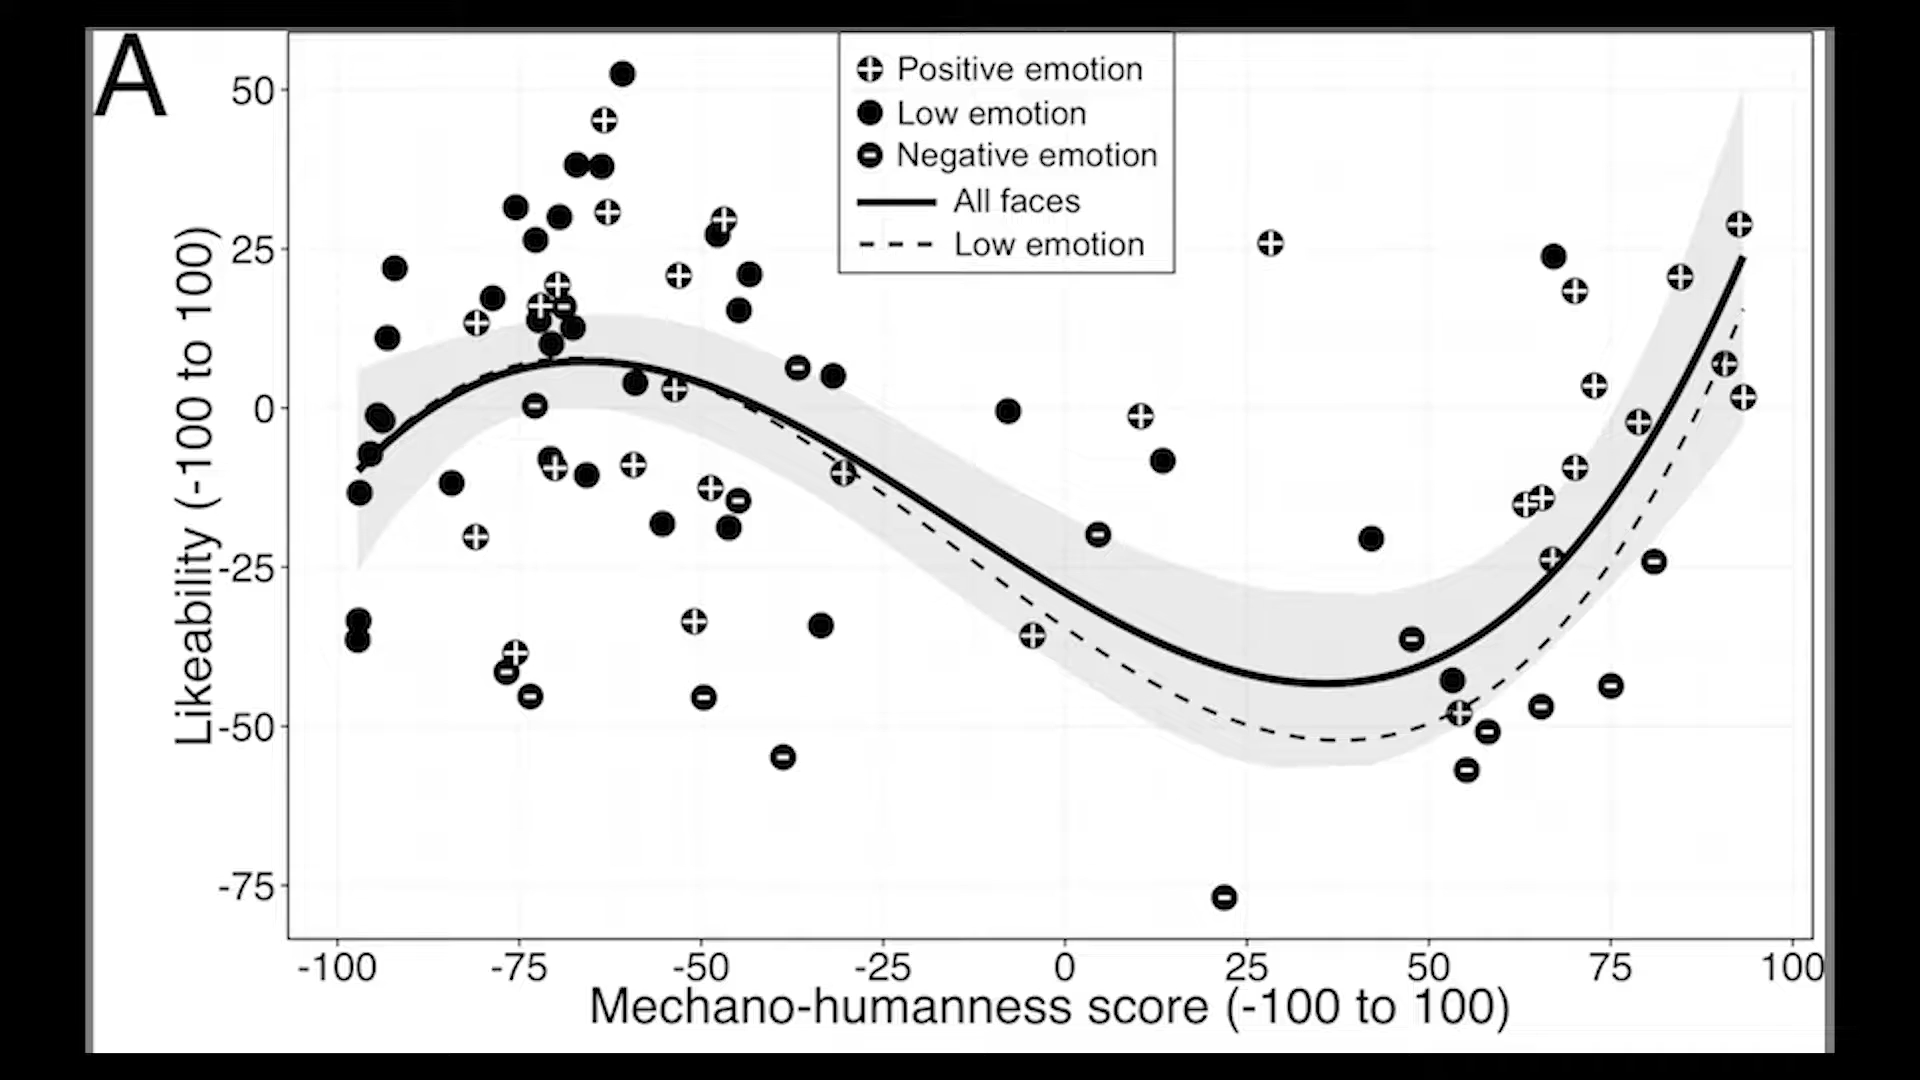 A
Positive emotion
Low emotion
Negative emotion
All faces
Low emotion
Likeability (-100 to 100)
50
25
0
-25
-50
-75
-100 -75 -50 -25 0 25 50 75 100
Mechano-humanness score (-100 to 100)